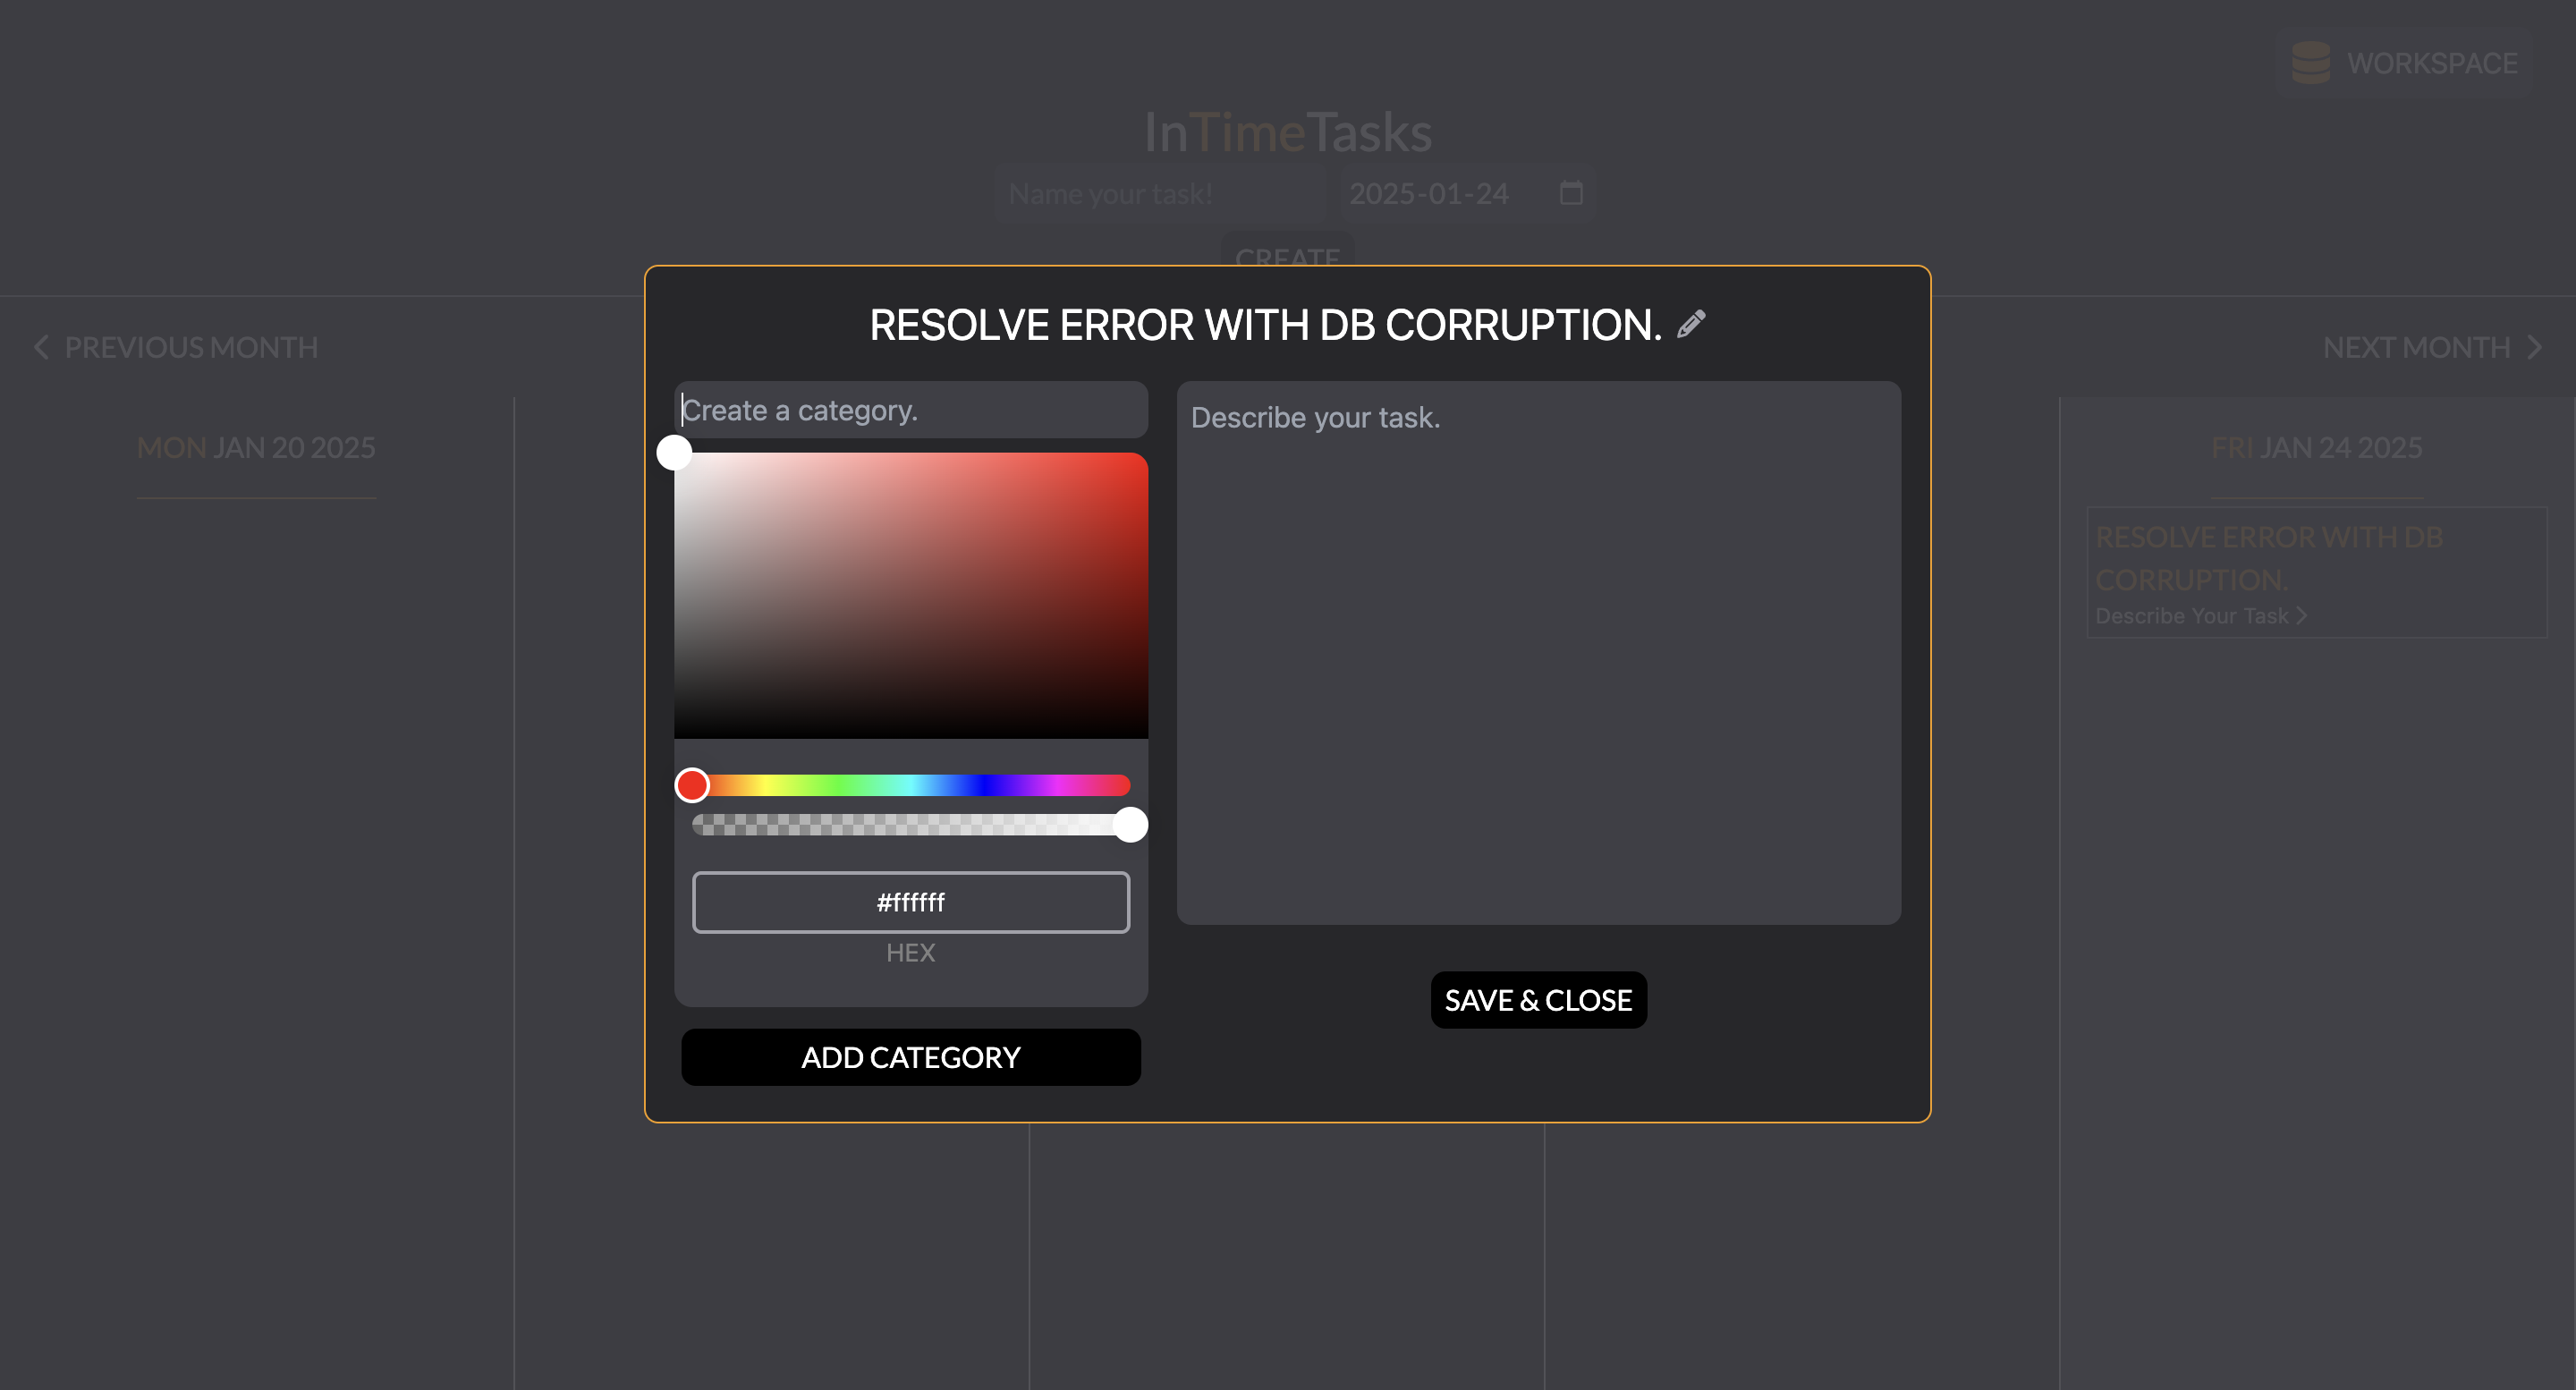 WORKSPACE
InTimeTasks
Name your task!
2025-01-24
CREATE
PREVIOUS MONTH
NEXT MONTH
MON JAN 20 2025
FRI JAN 24 2025
RESOLVE ERROR WITH DB
CORRUPTION.
Describe Your Task
RESOLVE ERROR WITH DB CORRUPTION.
Create a category.
#ffffff
HEX
ADD CATEGORY
Describe your task.
SAVE & CLOSE